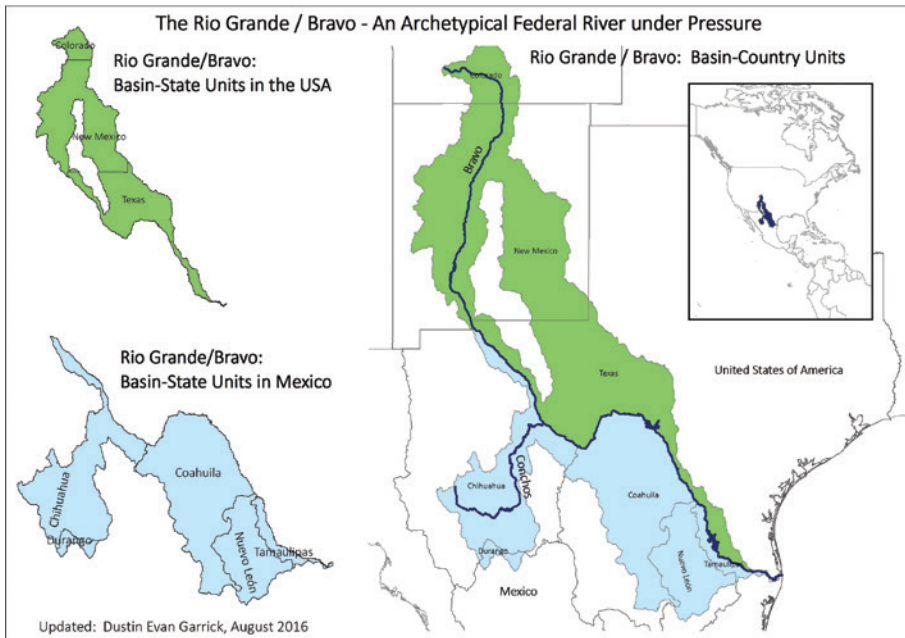 The Rio Grande / Bravo - An Archetypical Federal River under Pressure
Colorado
Rio Grande/Bravo:
Basin-State Units in the USA
New Mexico
Texas
Rio Grande/Bravo:
Basin-State Units in Mexico
Coahuila
Chihuahua
Durango
Nuevo León
Tamaulipas
Updated: Dustin Evan Garrick, August 2016
Rio Grande / Bravo: Basin-Country Units
Colorado
Bravo
New Mexico
Texas
United States of America
Conchos
Chihuahua
Coahuila
Durango
Nuevo León
Tamaulipas
Mexico